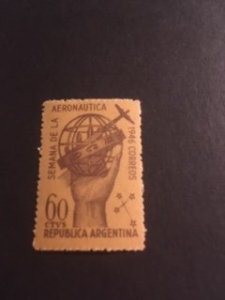 SEMANA DE LA
AERONAUTICA
1946 CORREOS
60
CTVS
REPUBLICA ARGENTINA